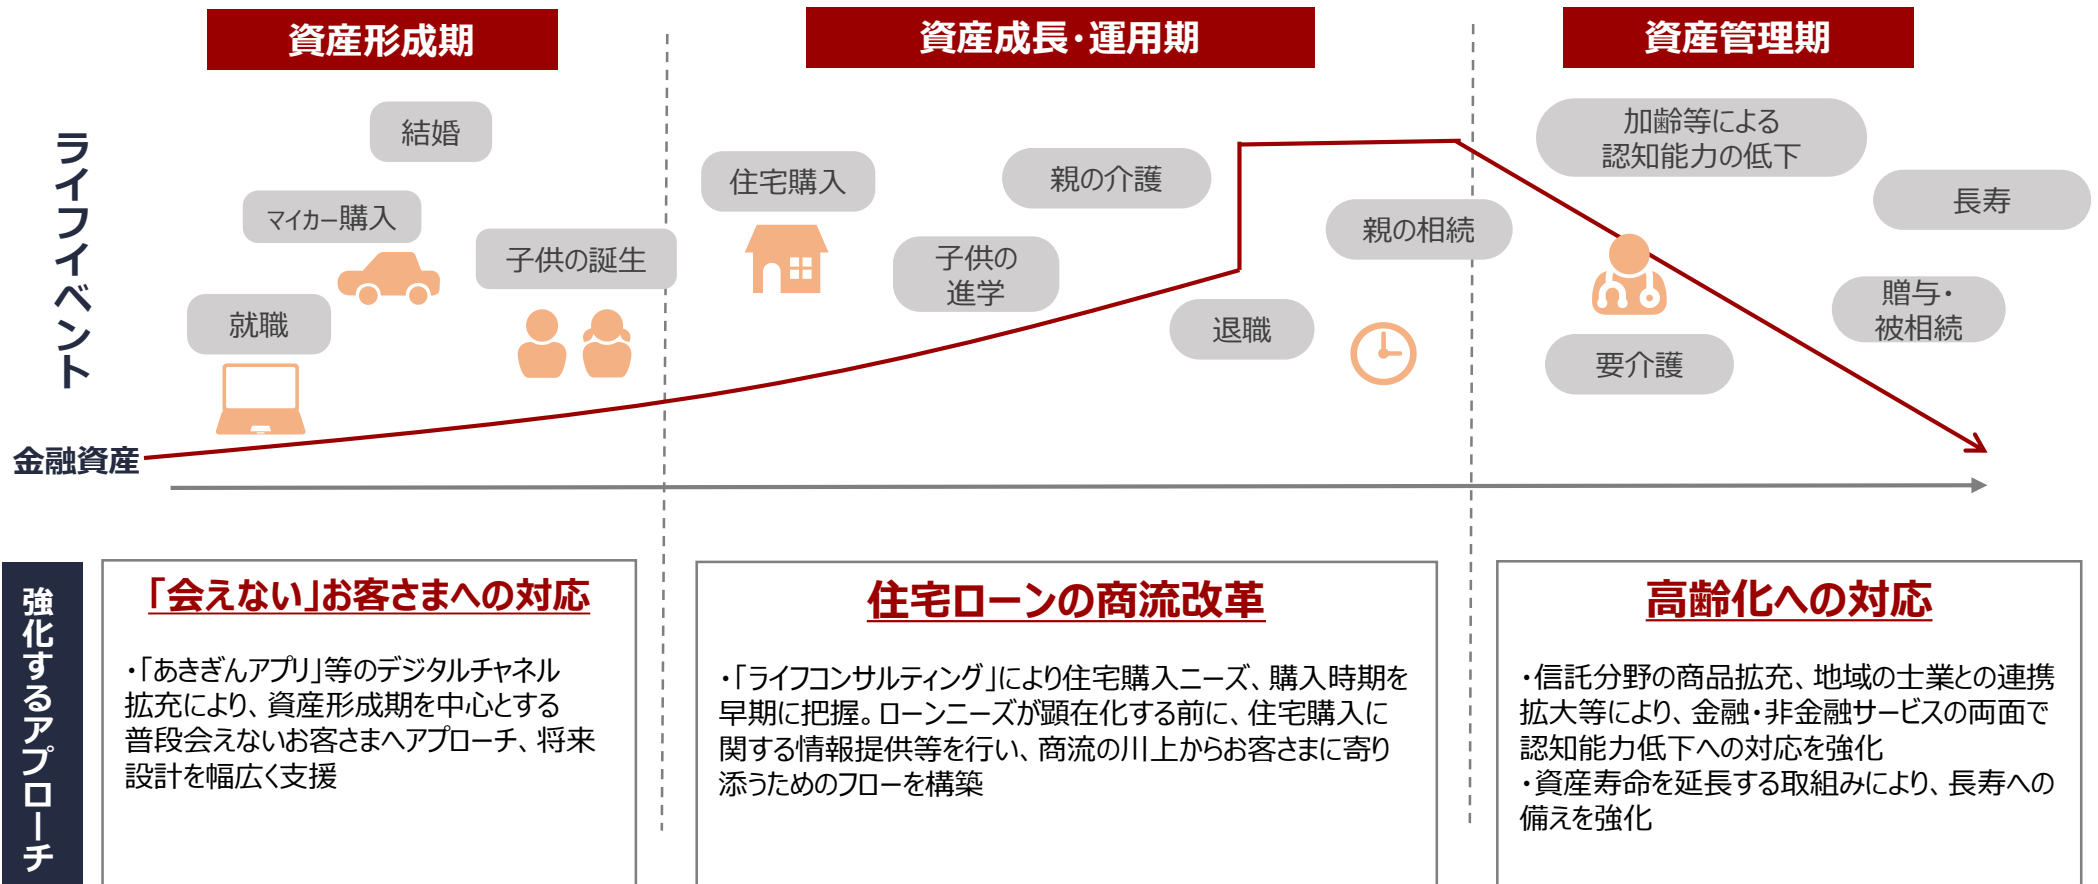 資産形成期
資産成長・運用期
資産管理期
ライフイベント
結婚
マイカー購入
子供の誕生
就職
住宅購入
親の介護
子供の
進学
親の相続
退職
加齢等による
認知能力の低下
長寿
贈与・
被相続
要介護
金融資産
強化するアプローチ
「会えない」お客さまへの対応
・「あきぎんアプリ」等のデジタルチャネル
拡充により、資産形成期を中心とする
普段会えないお客さまへアプローチ、将来
設計を幅広く支援
住宅ローンの商流改革
・「ライフコンサルティング」により住宅購入ニーズ、購入時期を
早期に把握。ローンニーズが顕在化する前に、住宅購入に
関する情報提供等を行い、商流の川上からお客さまに寄り
添うためのフローを構築
高齢化への対応
・信託分野の商品拡充、地域の士業との連携
拡大等により、金融・非金融サービスの両面で
認知能力低下への対応を強化
・資産寿命を延長する取組みにより、長寿への
備えを強化